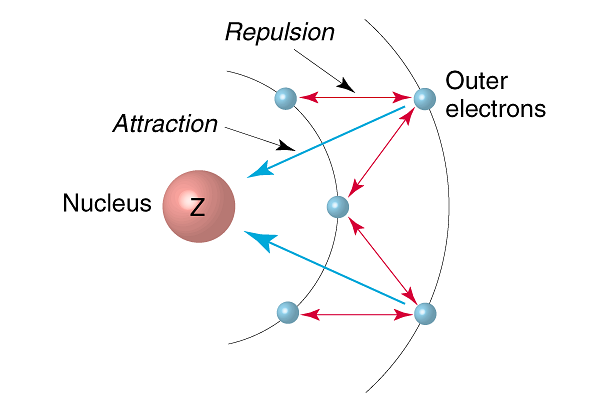 Repulsion
Outer
electrons
Attraction
Nucleus
Z